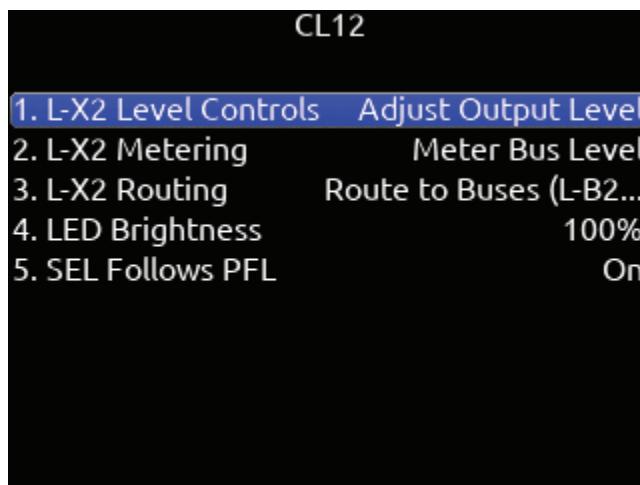 CL12
1. L-X2 Level Controls Adjust Output Level
2. L-X2 Metering Meter Bus Level
3. L-X2 Routing Route to Buses (L-B2...
4. LED Brightness 100%
5. SEL Follows PFL On